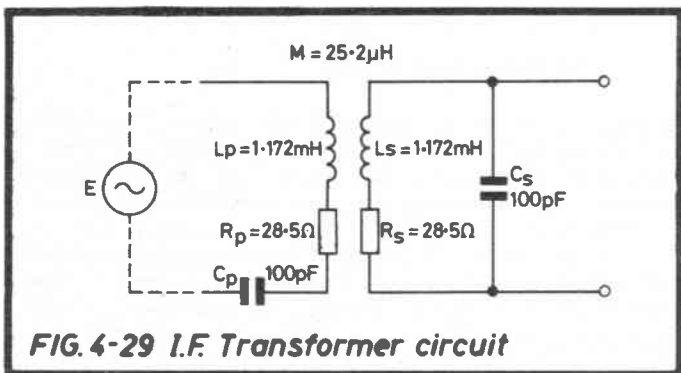 M = 25·2μH
Lp = 1·172mH
Ls = 1·172mH
Cs
100pF
E
Rp = 28·5Ω
Rs = 28·5Ω
Cp
100pF
FIG. 4-29 I.F. Transformer circuit